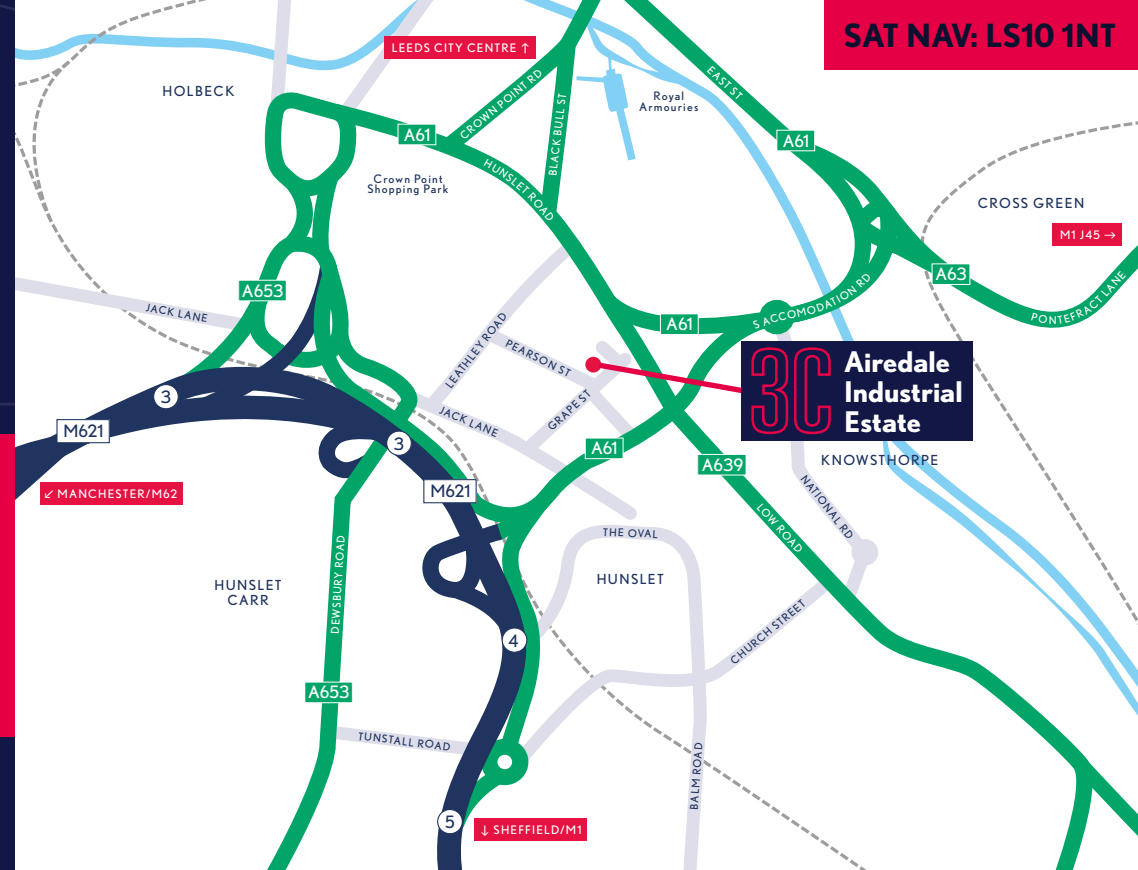 SAT NAV: LS10 1NT
LEEDS CITY CENTRE ↑
HOLBECK
EAST ST
CROWN POINT RD
Royal
Armouries
BLACK BULL ST
A61
A61
HUNSLET ROAD
Crown Point
Shopping Park
CROSS GREEN
M1 J45 →
A63
A653
PONTEFRACT LANE
S ACCOMODATION RD
JACK LANE
A61
LEATHLEY ROAD
PEARSON ST
3C
Airedale
Industrial
Estate
GRAPE ST
3
JACK LANE
M621
3
A61
KNOWSTHORPE
A639
M621
↙ MANCHESTER/M62
NATIONAL RD
LOW ROAD
THE OVAL
DEWSBURY ROAD
HUNSLET
CARR
HUNSLET
CHURCH STREET
4
A653
TUNSTALL ROAD
BALM ROAD
5
↓ SHEFFIELD/M1